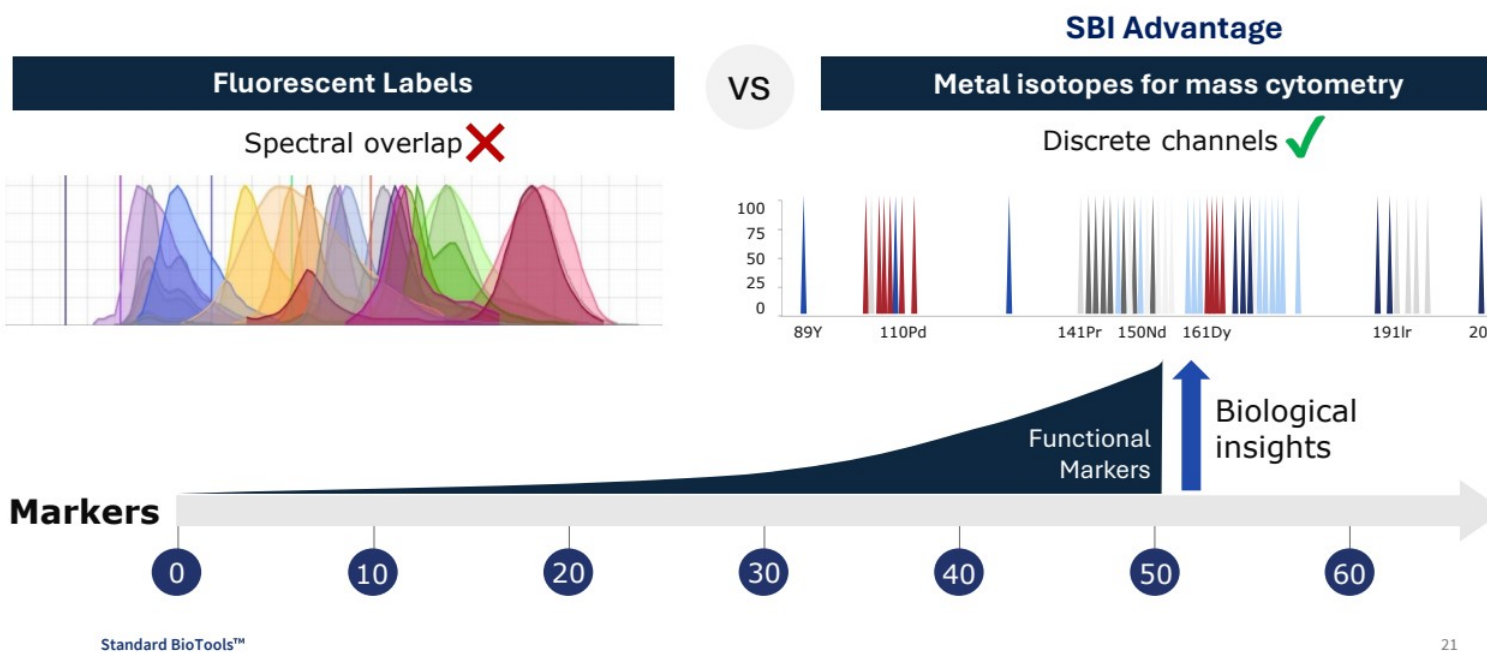 SBI Advantage
Fluorescent Labels
VS
Metal isotopes for mass cytometry
Spectral overlap
Discrete channels
100
75
50
25
0
89Y
110Pd
141Pr
150Nd
161Dy
191Ir
20
Functional
Markers
Biological
insights
Markers
0
10
20
30
40
50
60
Standard BioTools™
21